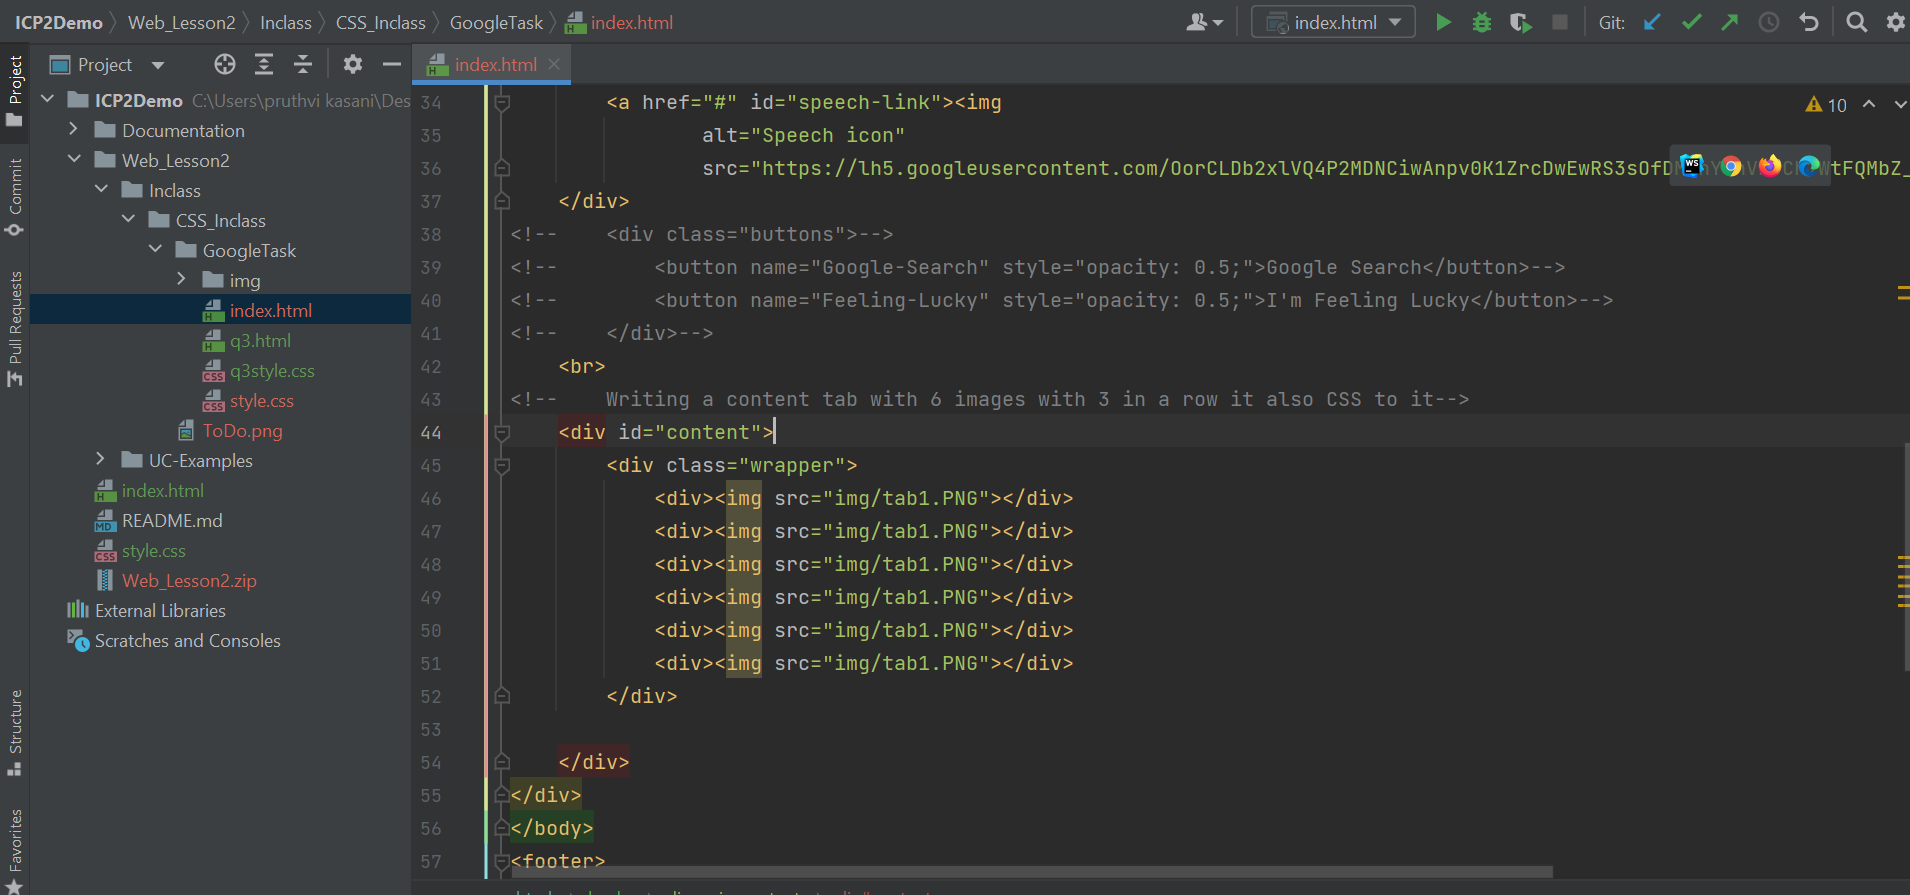 ICP2Demo Web_Lesson2 Inclass CSS_Inclass GoogleTask index.html
index.html
Git:
Project
index.html
Project
Commit
Pull Requests
Structure
Favorites
ICP2Demo C:\Users\pruthvi kasani\Des
Documentation
Web_Lesson2
Inclass
CSS_Inclass
GoogleTask
img
index.html
q3.html
q3style.css
style.css
ToDo.png
UC-Examples
index.html
README.md
style.css
Web_Lesson2.zip
External Libraries
Scratches and Consoles
10
34 <a href="#" id="speech-link"><img
35 alt="Speech icon"
36 src="https://lh5.googleusercontent.com/OorCLDb2xlVQ4P2MDNCiwAnpv0K1ZrcDwEwRS3sOfD
37 </div>
38 <!-- <div class="buttons">-->
39 <!-- <button name="Google-Search" style="opacity: 0.5;">Google Search</button>-->
40 <!-- <button name="Feeling-Lucky" style="opacity: 0.5;">I'm Feeling Lucky</button>-->
41 <!-- </div>-->
42 <br>
43 <!-- Writing a content tab with 6 images with 3 in a row it also CSS to it-->
44 <div id="content">
45 <div class="wrapper">
46 <div><img src="img/tab1.PNG"></div>
47 <div><img src="img/tab1.PNG"></div>
48 <div><img src="img/tab1.PNG"></div>
49 <div><img src="img/tab1.PNG"></div>
50 <div><img src="img/tab1.PNG"></div>
51 <div><img src="img/tab1.PNG"></div>
52 </div>
53
54 </div>
55 </div>
56 </body>
57 <footer>